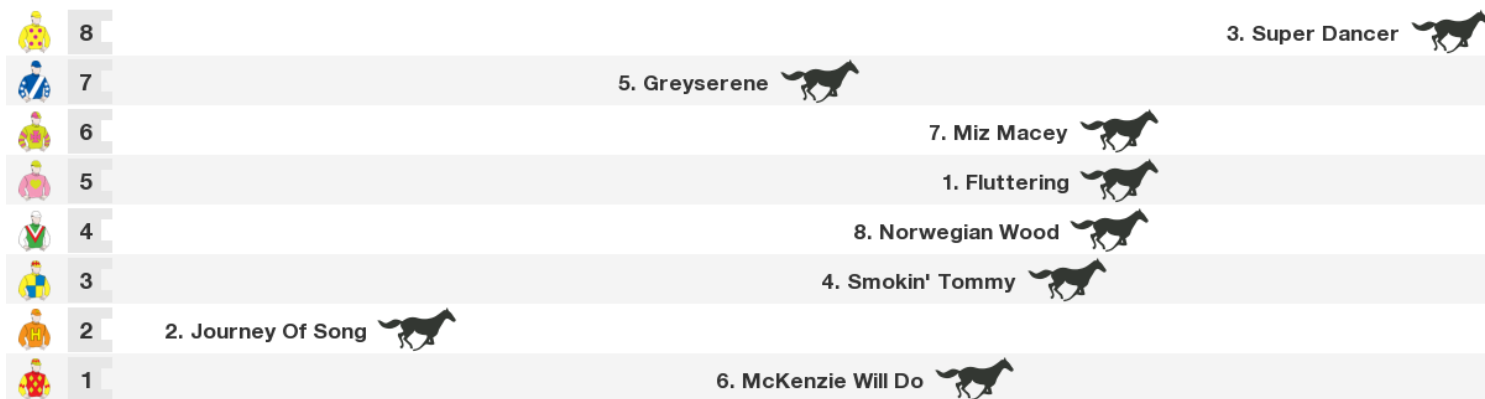 8 3. Super Dancer
7 5. Greyserene
6 7. Miz Macey
5 1. Fluttering
4 8. Norwegian Wood
3 4. Smokin' Tommy
H 2 2. Journey Of Song
1 6. McKenzie Will Do